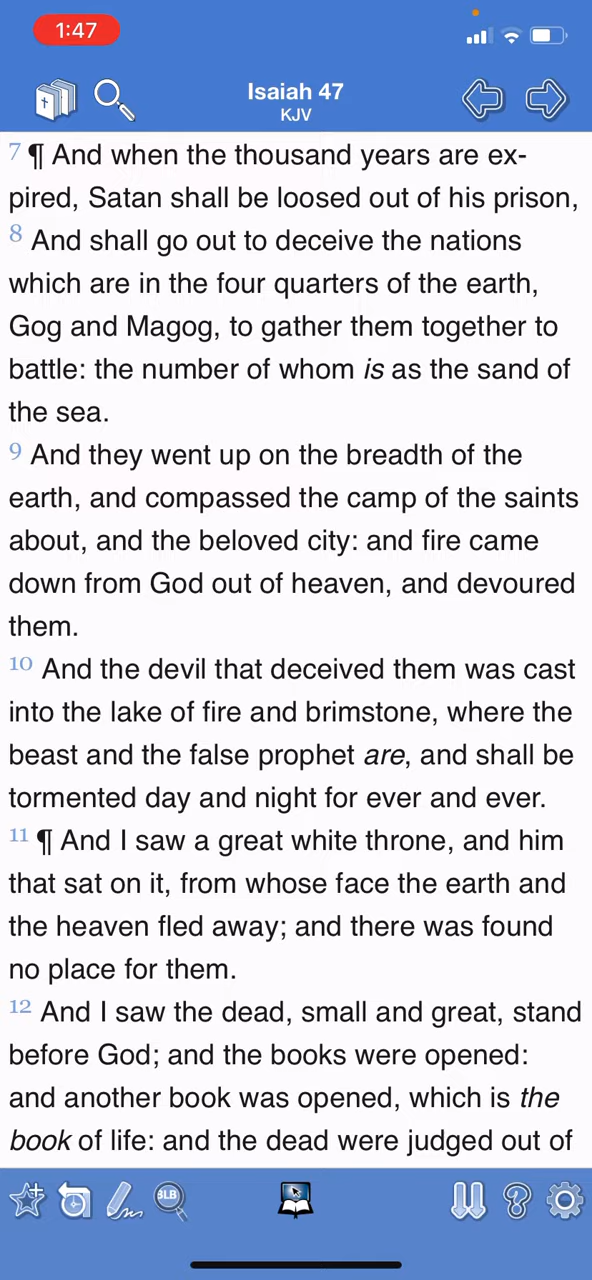 1:47
Isaiah 47
KJV
7 ¶ And when the thousand years are ex-
pired, Satan shall be loosed out of his prison,
8 And shall go out to deceive the nations
which are in the four quarters of the earth,
Gog and Magog, to gather them together to
battle: the number of whom is as the sand of
the sea.
9 And they went up on the breadth of the
earth, and compassed the camp of the saints
about, and the beloved city: and fire came
down from God out of heaven, and devoured
them.
10 And the devil that deceived them was cast
into the lake of fire and brimstone, where the
beast and the false prophet are, and shall be
tormented day and night for ever and ever.
11 ¶ And I saw a great white throne, and him
that sat on it, from whose face the earth and
the heaven fled away; and there was found
no place for them.
12 And I saw the dead, small and great, stand
before God; and the books were opened:
and another book was opened, which is the
book of life: and the dead were judged out of
BLB